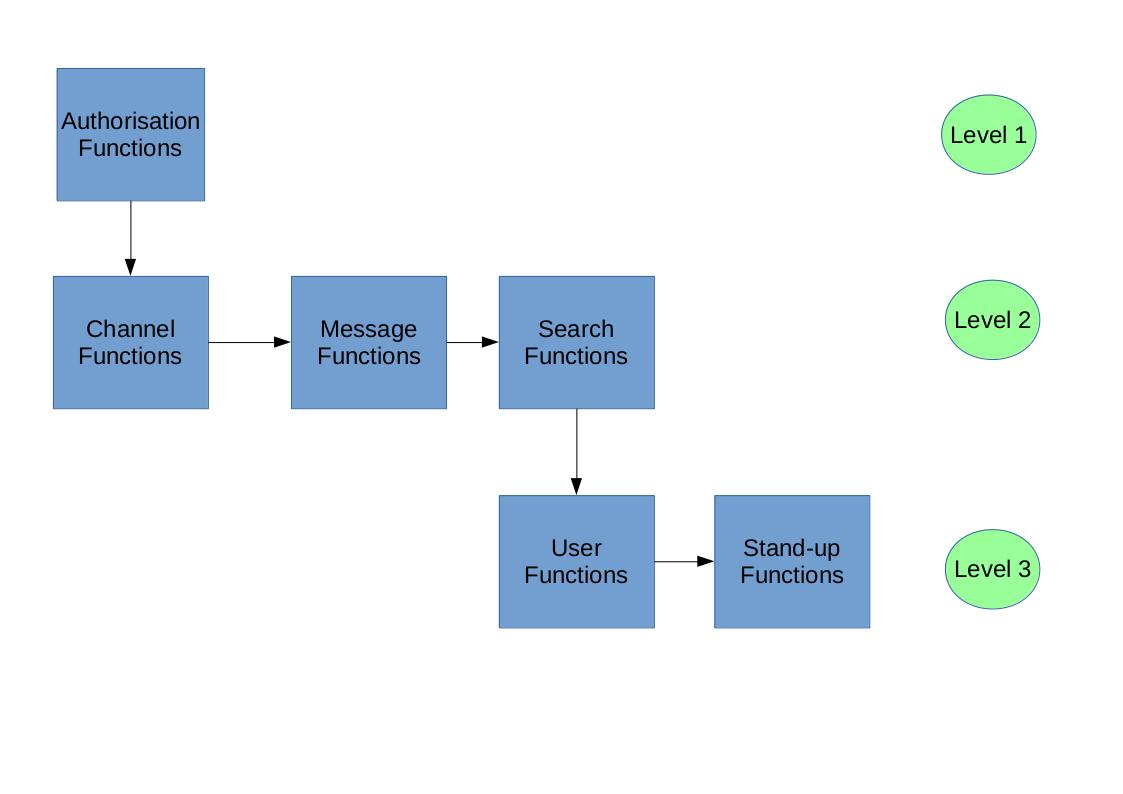 Authorisation
Functions
Level 1
Channel
Functions
Message
Functions
Search
Functions
Level 2
User
Functions
Stand-up
Functions
Level 3